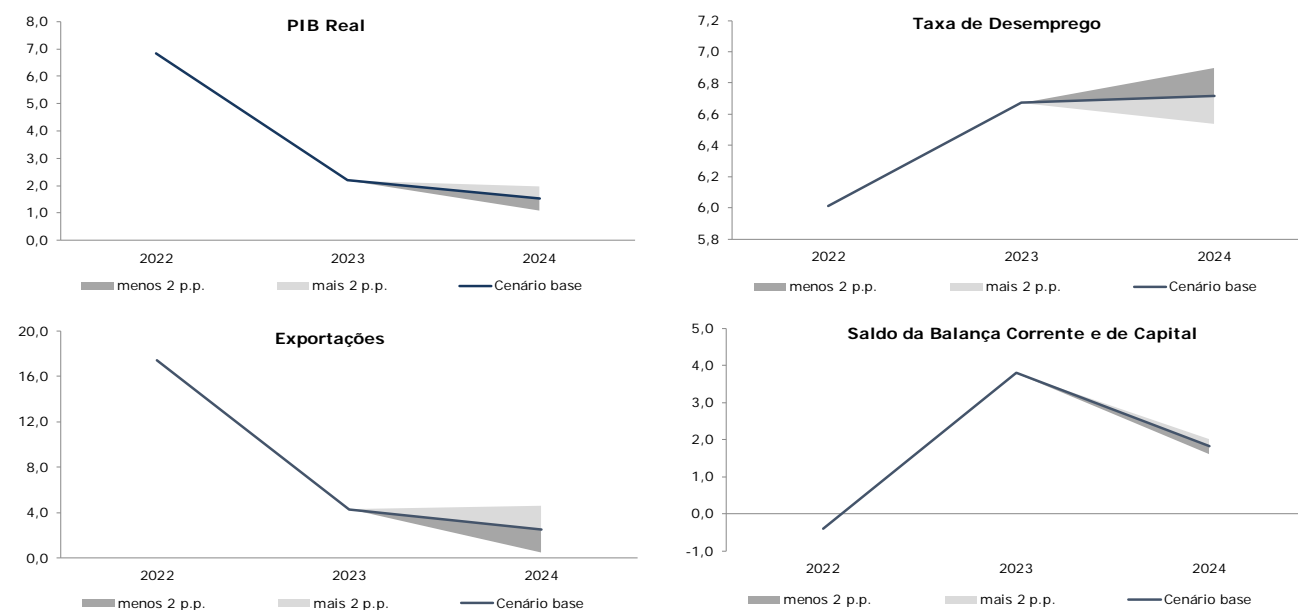 PIB Real
8,0
7,0
6,0
5,0
4,0
3,0
2,0
1,0
0,0
2022 2023 2024
menos 2 p.p. mais 2 p.p. Cenário base
Taxa de Desemprego
7,2
7,0
6,8
6,6
6,4
6,2
6,0
5,8
2022 2023 2024
menos 2 p.p. mais 2 p.p. Cenário base
Exportações
20,0
16,0
12,0
8,0
4,0
0,0
2022 2023 2024
menos 2 p.p. mais 2 p.p. Cenário base
Saldo da Balança Corrente e de Capital
5,0
4,0
3,0
2,0
1,0
0,0
-1,0
2022 2023 2024
menos 2 p.p. mais 2 p.p. Cenário base